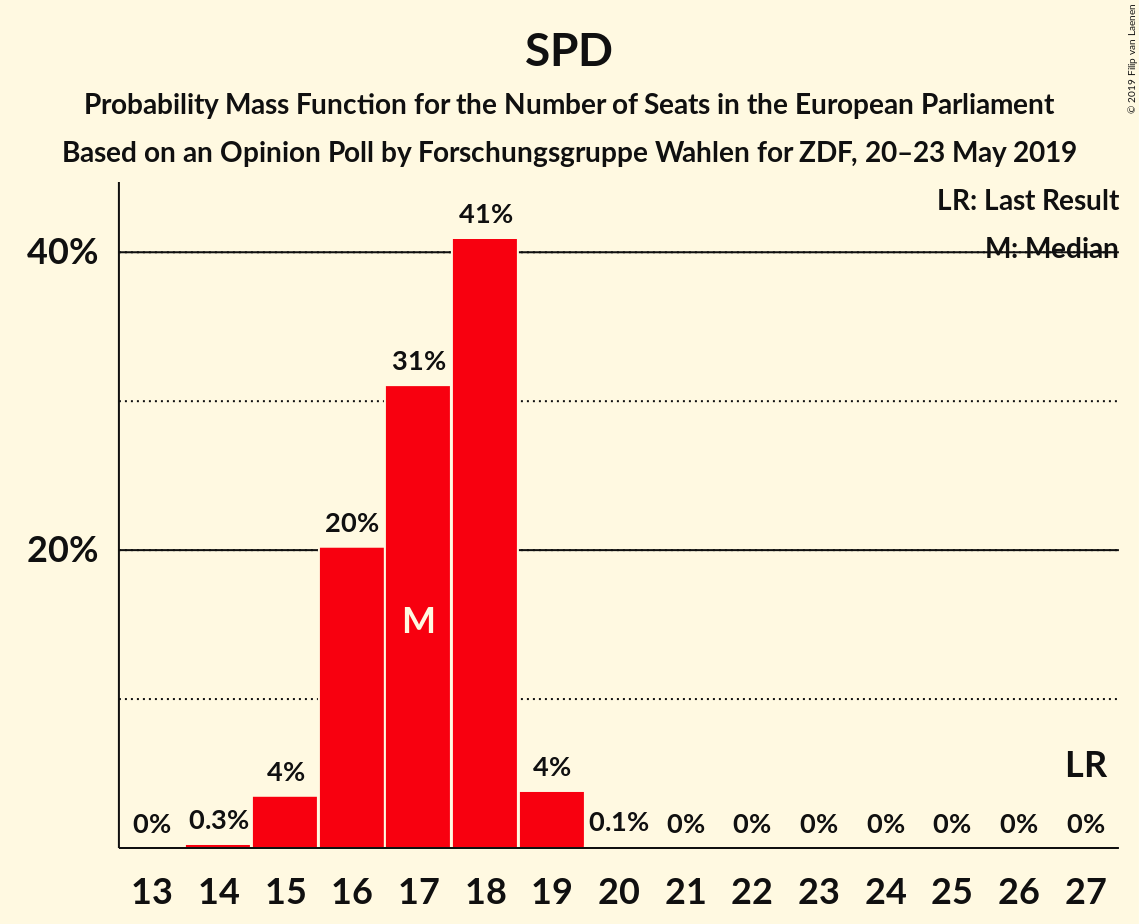 SPD
Probability Mass Function for the Number of Seats in the European Parliament
Based on an Opinion Poll by Forschungsgruppe Wahlen for ZDF, 20–23 May 2019
© 2019 Filip van Laenen
LR: Last Result
M: Median
40%
20%
0%
0.3%
4%
20%
31%
41%
4%
0.1%
0%
0%
0%
0%
0%
0%
0%
M
LR
13 14 15 16 17 18 19 20 21 22 23 24 25 26 27